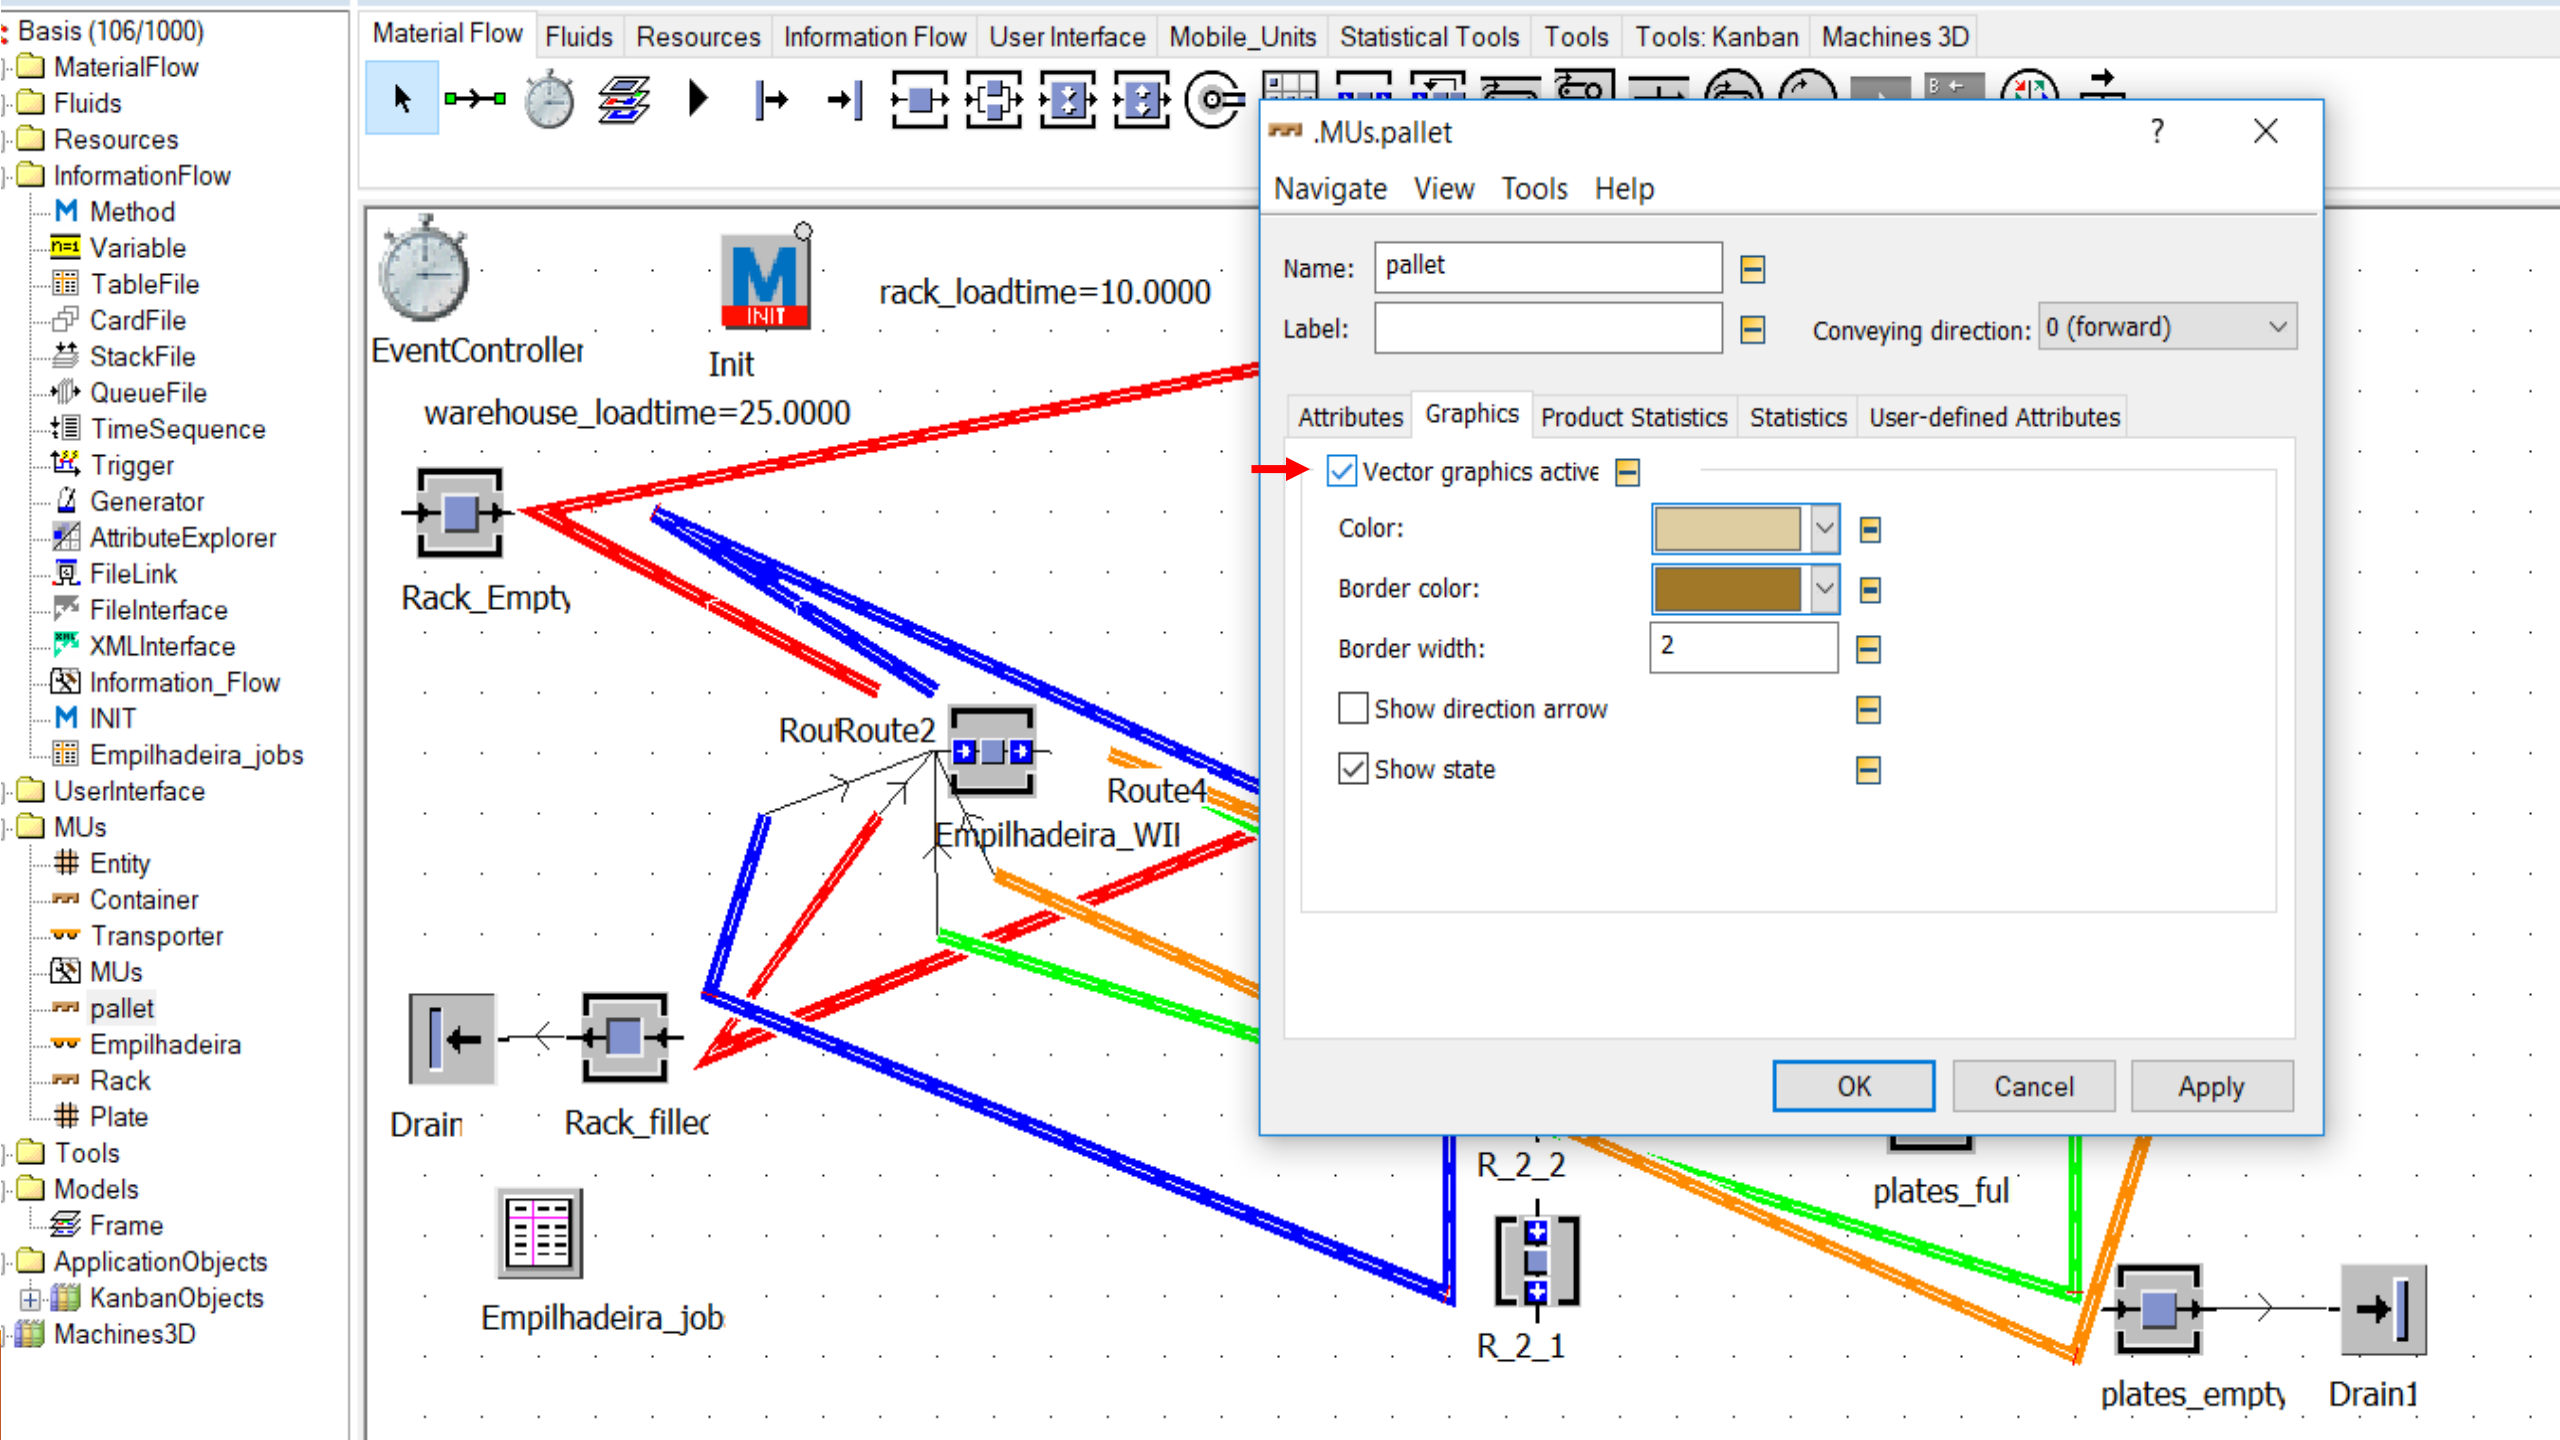 Basis (106/1000)
MaterialFlow
Fluids
Resources
InformationFlow
Method
Variable
TableFile
CardFile
StackFile
QueueFile
TimeSequence
Trigger
Generator
AttributeExplorer
FileLink
FileInterface
XMLInterface
Information_Flow
INIT
Empilhadeira_jobs
UserInterface
MUs
Entity
Container
Transporter
MUs
pallet
Empilhadeira
Rack
Plate
Tools
Models
Frame
ApplicationObjects
KanbanObjects
Machines3D
Material Flow Fluids Resources Information Flow User Interface Mobile_Units Statistical Tools Tools Tools: Kanban Machines 3D
B
EventController
M
INIT
Init
rack_loadtime=10.0000
warehouse_loadtime=25.0000
Rack_Empty
Rout
Route2
Route4
Empilhadeira_WII
Drain
Rack_filled
Empilhadeira_job
R_2_2
R_2_1
plates_ful
plates_empty
Drain1
.MUs.pallet ?
Navigate View Tools Help
Name: pallet
Label:
Conveying direction: 0 (forward)
Attributes Graphics Product Statistics Statistics User-defined Attributes
Vector graphics active
Color:
Border color:
Border width: 2
Show direction arrow
Show state
OK Cancel Apply